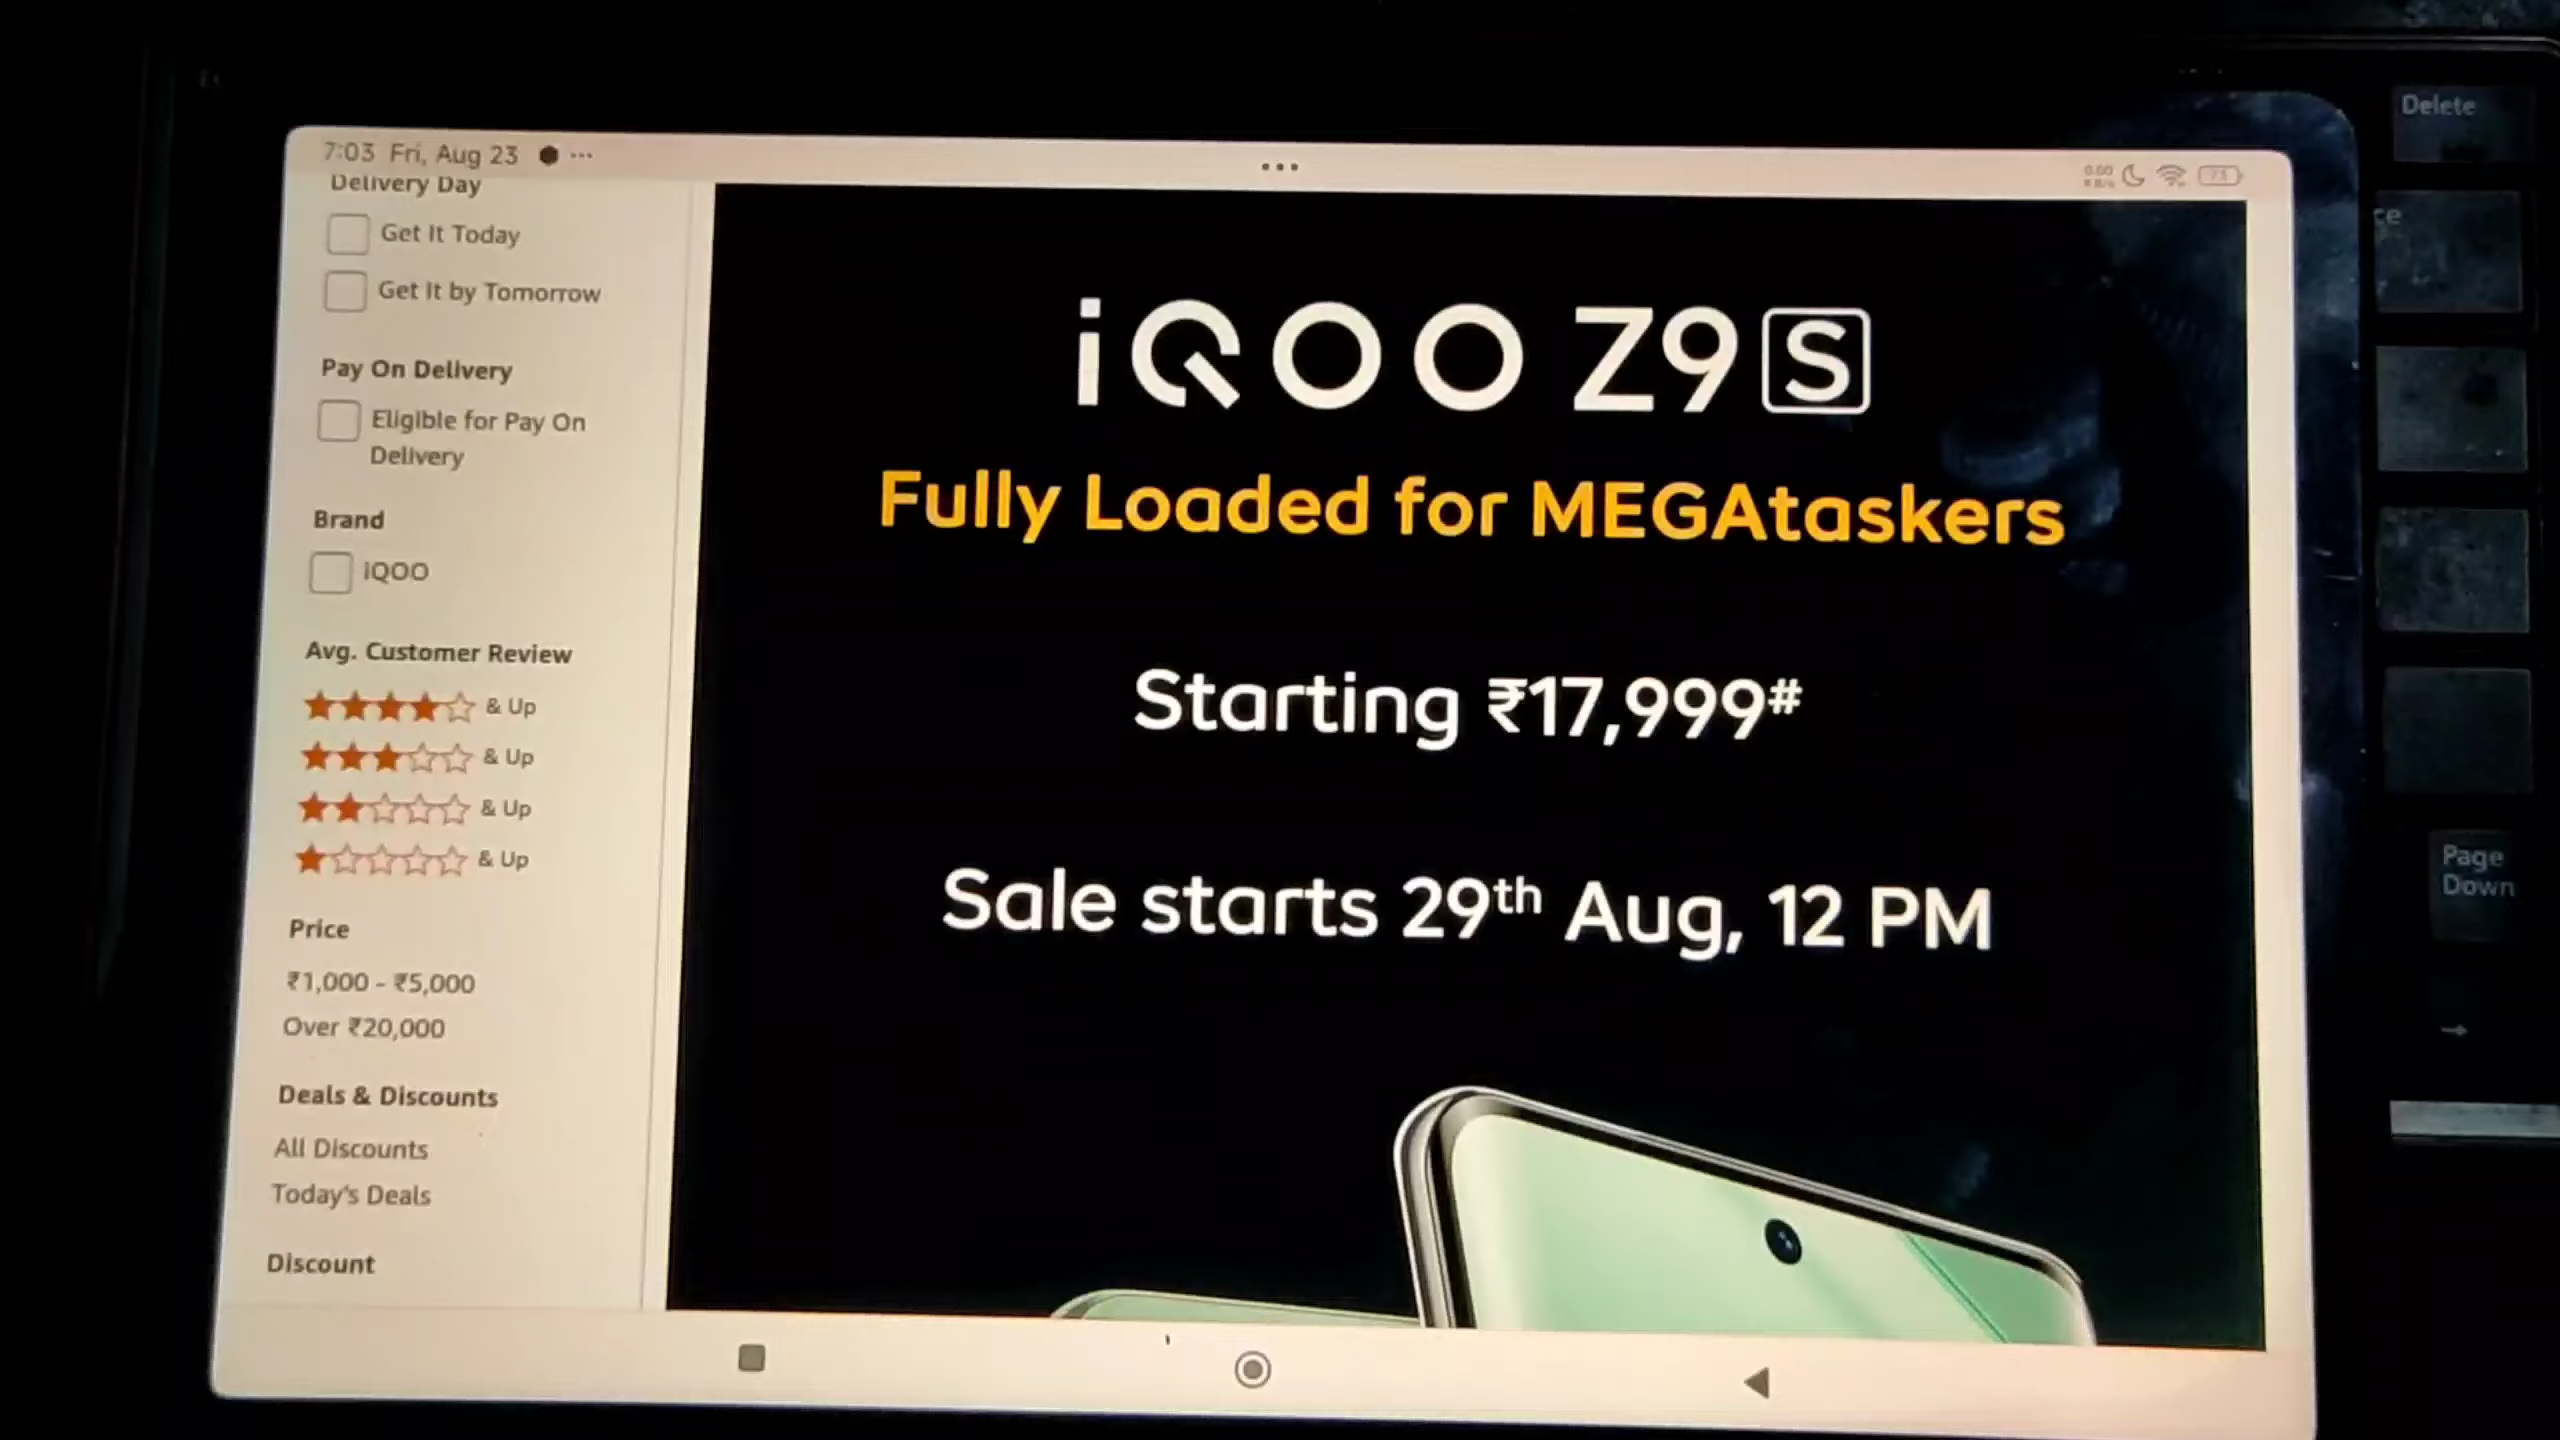 7:03 Fri, Aug 23
Delivery Day
Get It Today
Get It by Tomorrow
Pay On Delivery
Eligible for Pay On
Delivery
Brand
iQOO
Avg. Customer Review
& Up
& Up
& Up
& Up
Price
₹1,000 - ₹5,000
Over ₹20,000
Deals & Discounts
All Discounts
Today's Deals
Discount
iQOO Z9S
Fully Loaded for MEGAtaskers
Starting ₹17,999#
Sale starts 29th Aug, 12 PM
Delete
Page
Down